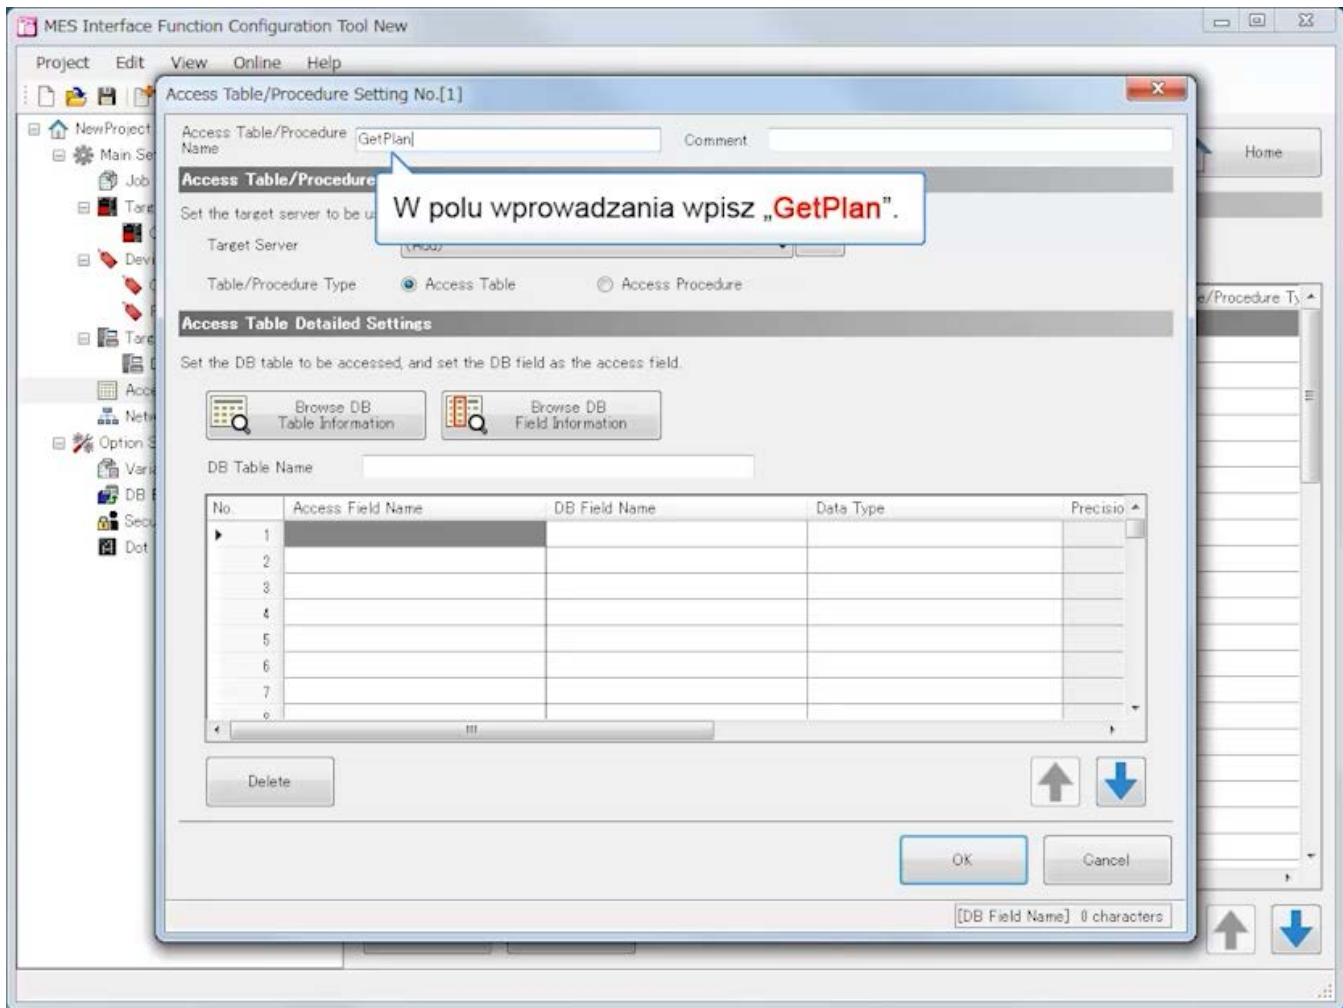 MES Interface Function Configuration Tool New
Project Edit View Online Help
Access Table/Procedure Setting No.[1]
NewProject
Main Se
Job
Targ
Devi
Targ
Acce
Netw
Option S
Varia
DB
Secu
Dot
Access Table/Procedure
Name
GetPlan
Comment
Home
Access Table/Procedure
W polu wprowadzania wpisz „GetPlan”.
Set the target server to be u
Target Server
(Add)
Table/Procedure Type Access Table Access Procedure
e/Procedure Ty
Access Table Detailed Settings
Set the DB table to be accessed, and set the DB field as the access field.
Browse DB
Table Information
Browse DB
Field Information
DB Table Name
No. Access Field Name DB Field Name Data Type Precisio
1
2
3
4
5
6
7
Delete
OK Cancel
[DB Field Name] 0 characters